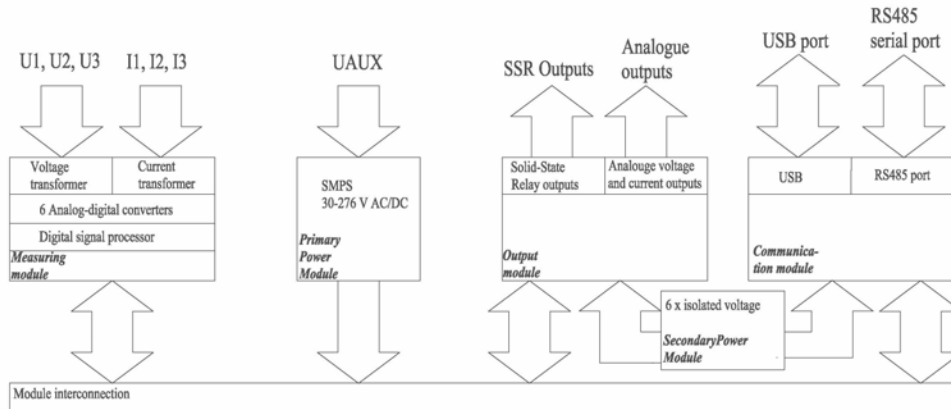 U1, U2, U3
I1, I2, I3
UAUX
SSR Outputs
Analogue
outputs
USB port
RS485
serial port
Voltage
transformer
Current
transformer
6 Analog-digital converters
Digital signal processor
Measuring
module
SMPS
30-276 V AC/DC
Primary
Power
Module
Solid-State
Relay outputs
Analouge voltage
and current outputs
Output
module
USB
RS485 port
Communica-
tion module
6 x isolated voltage
SecondaryPower
Module
Module interconnection